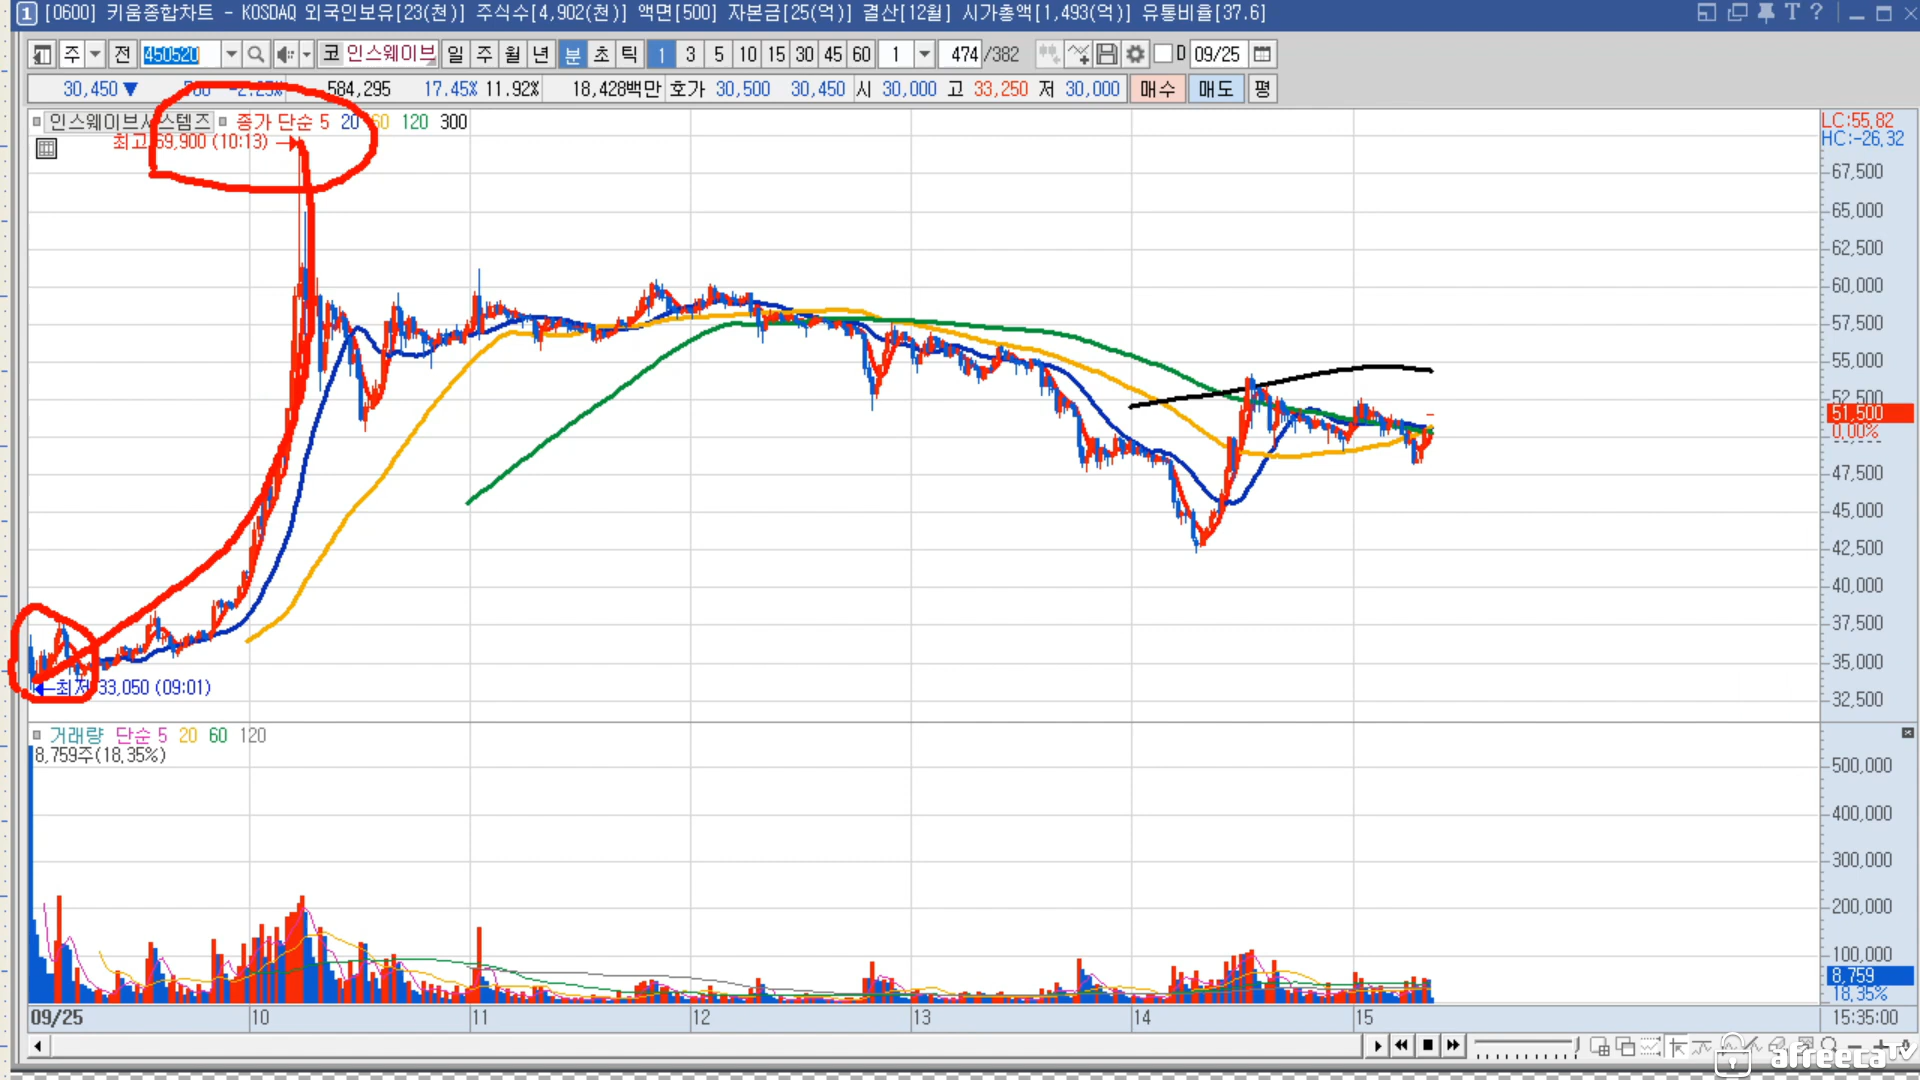 1 [0600] 키움종합차트 - KOSDAQ 외국인보유[23(천)] 주식수[4,902(천)] 액면[500] 자본금[25(억)] 결산[12월] 시가총액[1,493(억)] 유통비율[37.6] T ?
주 전 450520 코 인스웨이브 일 주 월 년 분 초 틱 1 3 5 10 15 30 45 60 1 474 /382 D 09/25
30,450 ▼ -2.25% 584,295 17.45% 11.92% 18,428백만 호가 30,500 30,450 시 30,000 고 33,250 저 30,000 매수 매도 평
인스웨이브시스템즈 종가 단순 5 20 60 120 300
최고 69,900 (10:13)
LC:55,82
HC:-26,32
67,500
65,000
62,500
60,000
57,500
55,000
52,500
51,500
0,00%
47,500
45,000
42,500
40,000
37,500
35,000
32,500
최저 33,050 (09:01)
거래량 단순 5 20 60 120
8,759주(18,35%)
500,000
400,000
300,000
200,000
100,000
8,759
18,35%
09/25 10 11 12 13 14 15 15:35:00
afreecaTV